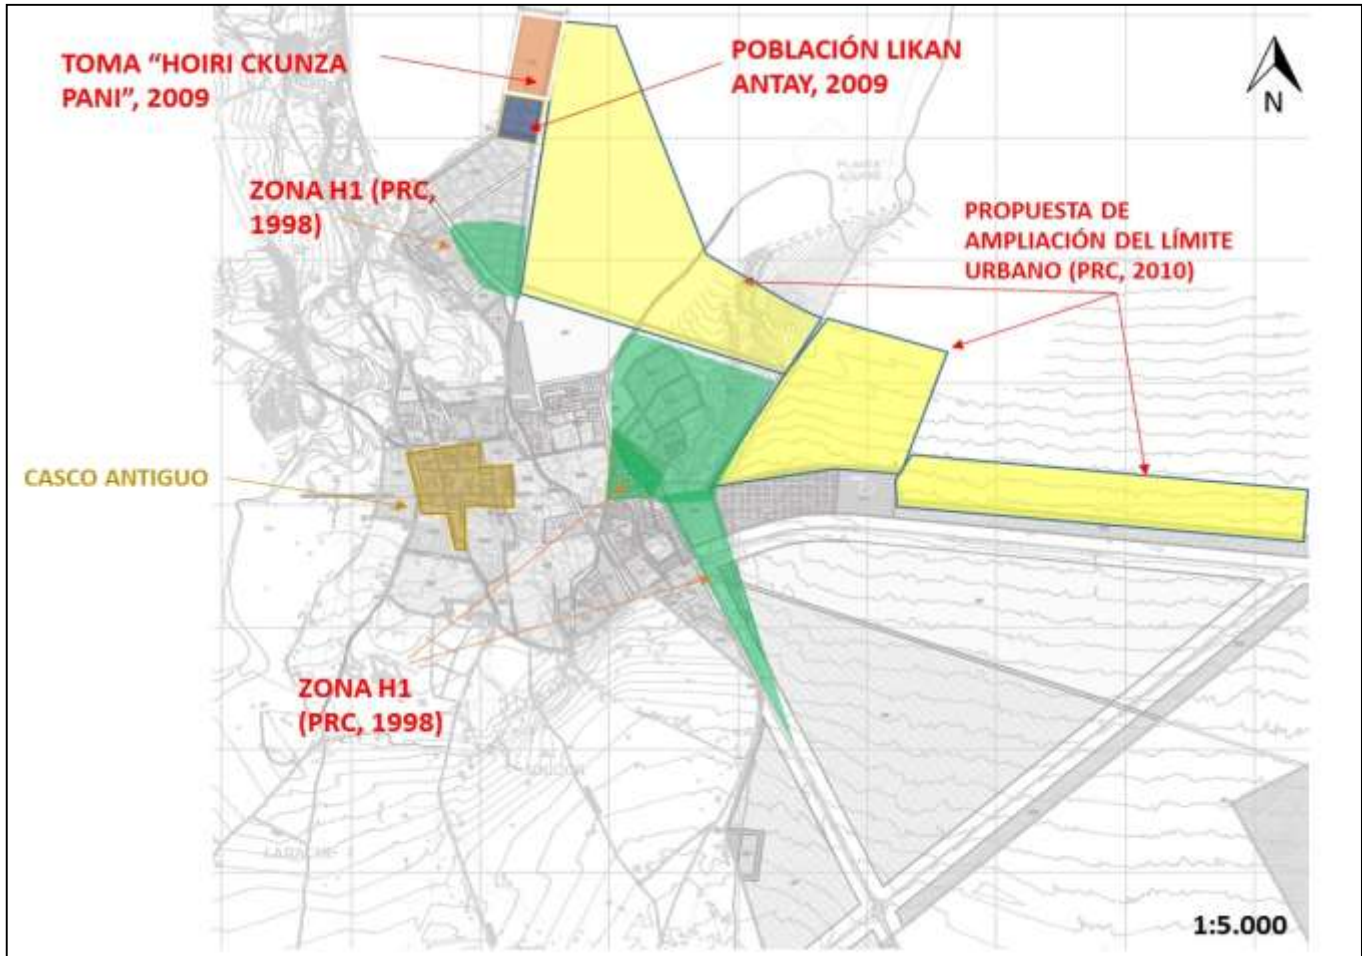 TOMA “HOIRI CKUNZA
PANI”, 2009
POBLACIÓN LIKAN
ANTAY, 2009
N
ZONA H1 (PRC,
1998)
PROPUESTA DE
AMPLIACIÓN DEL LÍMITE
URBANO (PRC, 2010)
CASCO ANTIGUO
ZONA H1
(PRC, 1998)
1:5.000